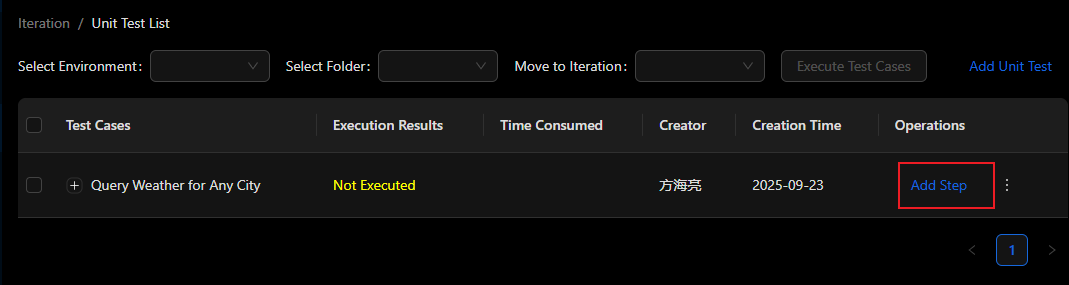 Iteration / Unit Test List
Select Environment: Select Folder: Move to Iteration: Execute Test Cases Add Unit Test
Test Cases Execution Results Time Consumed Creator Creation Time Operations
Query Weather for Any City Not Executed 方海亮 2025-09-23 Add Step
1